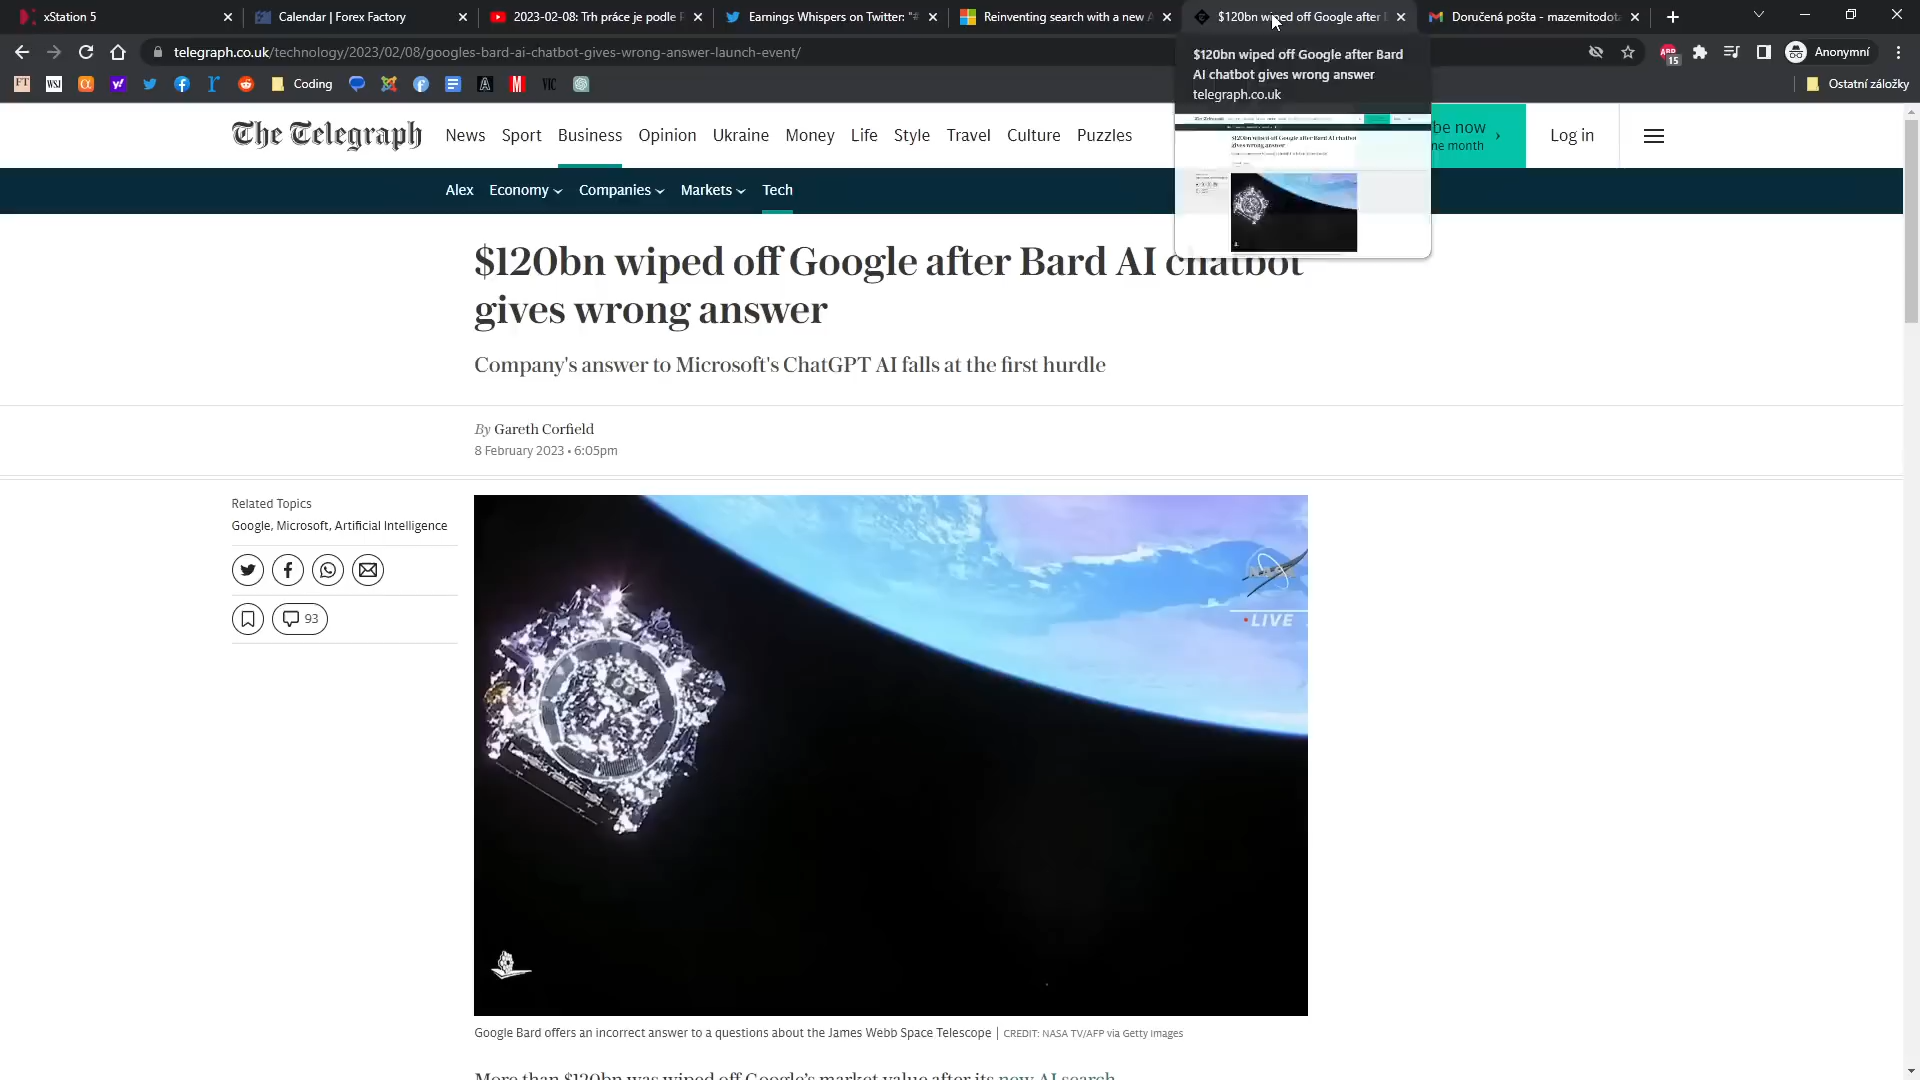 xStation 5
Calendar | Forex Factory
2023-02-08: Trh práce je podle
Earnings Whispers on Twitter: "#
Reinventing search with a new
$120bn wiped off Google after
Doručená pošta - mazemitodot
telegraph.co.uk/technology/2023/02/08/googles-bard-ai-chatbot-gives-wrong-answer-launch-event/
15
Anonymní
FT
WSJ
Coding
A
M
VIC
Ostatní záložky
$120bn wiped off Google after Bard
AI chatbot gives wrong answer
telegraph.co.uk
The Telegraph
News Sport Business Opinion Ukraine Money Life Style Travel Culture Puzzles
be now
ne month
Log in
Alex Economy Companies Markets Tech
$120bn wiped off Google after Bard AI chatbot
gives wrong answer
Company's answer to Microsoft's ChatGPT AI falls at the first hurdle
By Gareth Corfield
8 February 2023 • 6:05pm
Related Topics
Google, Microsoft, Artificial Intelligence
93
LIVE
Google Bard offers an incorrect answer to a questions about the James Webb Space Telescope | CREDIT: NASA TV/AFP via Getty Images
More than $120bn was wiped off Google's market value after its new AI search